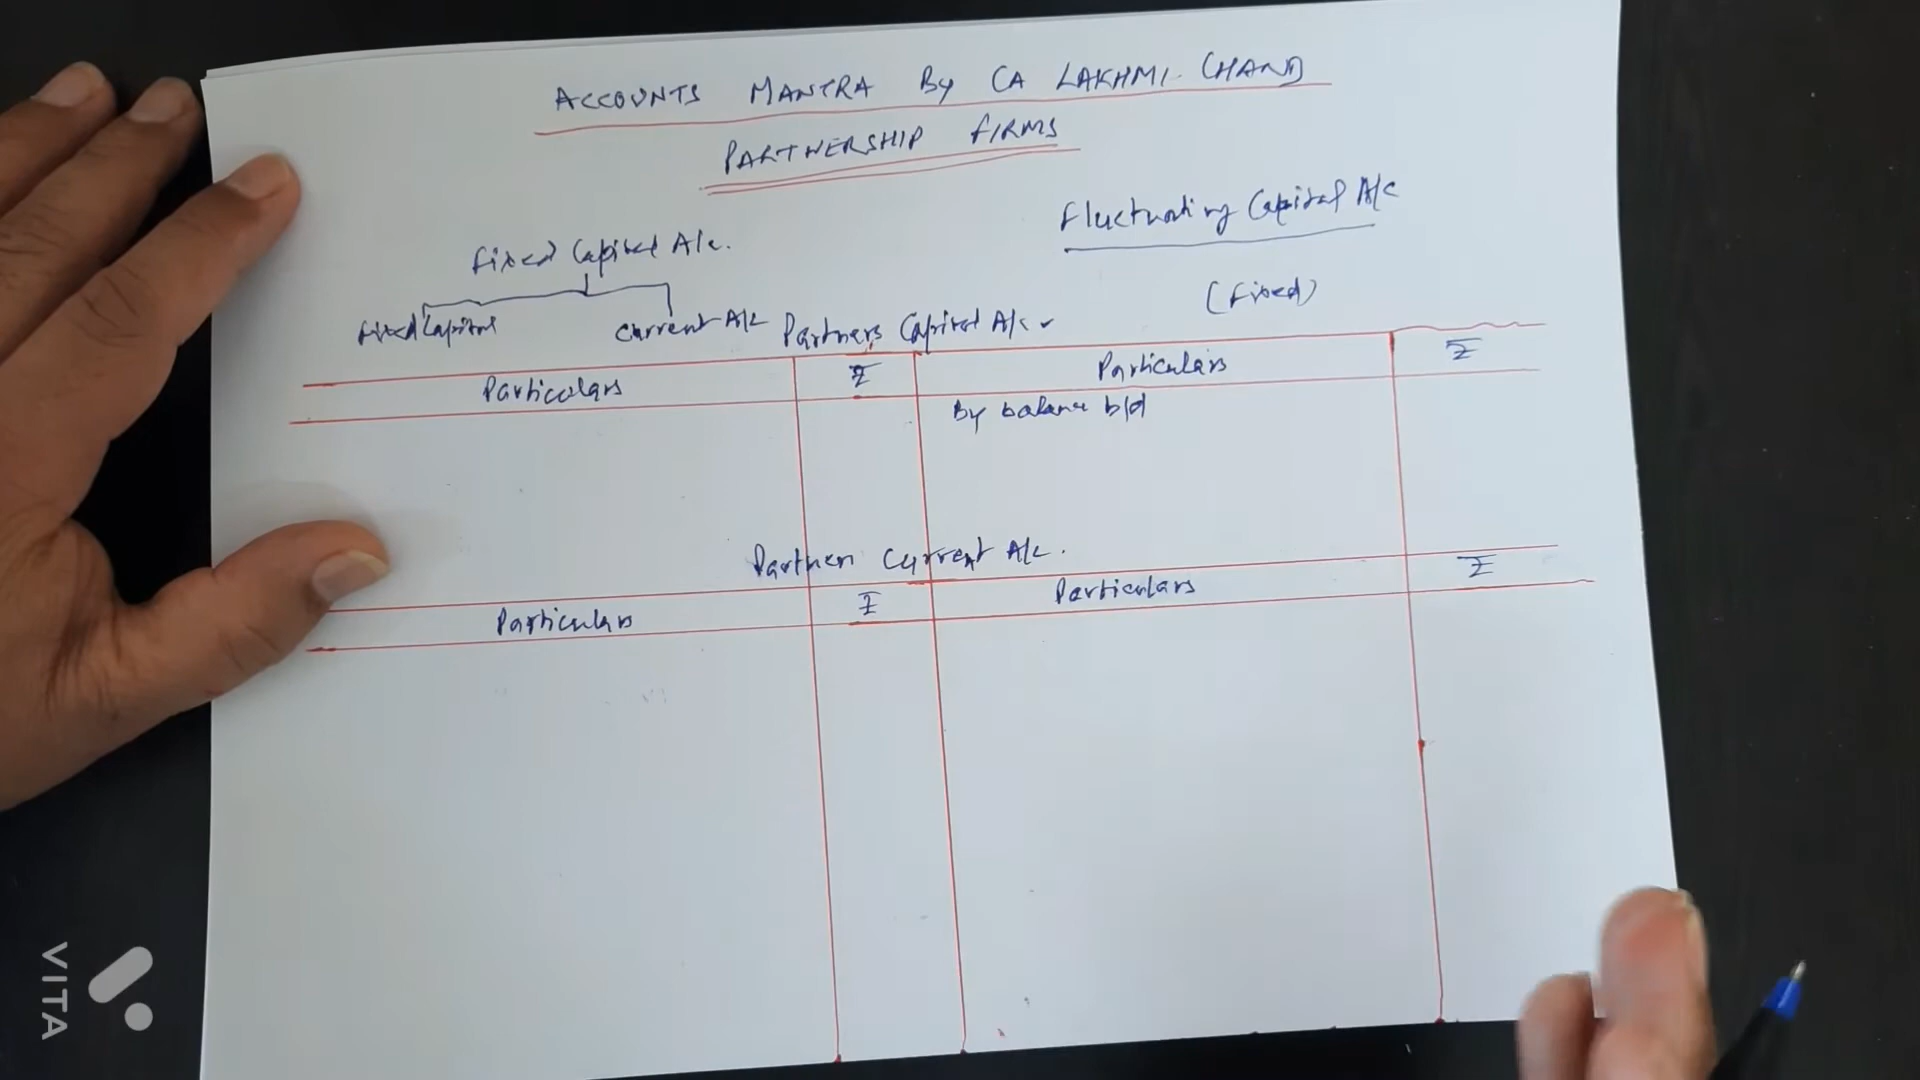 ACCOUNTS MANTRA By CA LAKHMI CHAND
PARTNERSHIP FIRMS
Fluctuating Capital A/c
Fixed Capital A/c.
(Fixed)
Fixed Capital Current A/c Partners Capital A/c
Particulars ₹ Particulars ₹
By balance b/d
Partner Current A/c.
Particulars ₹ Particulars ₹
VITA